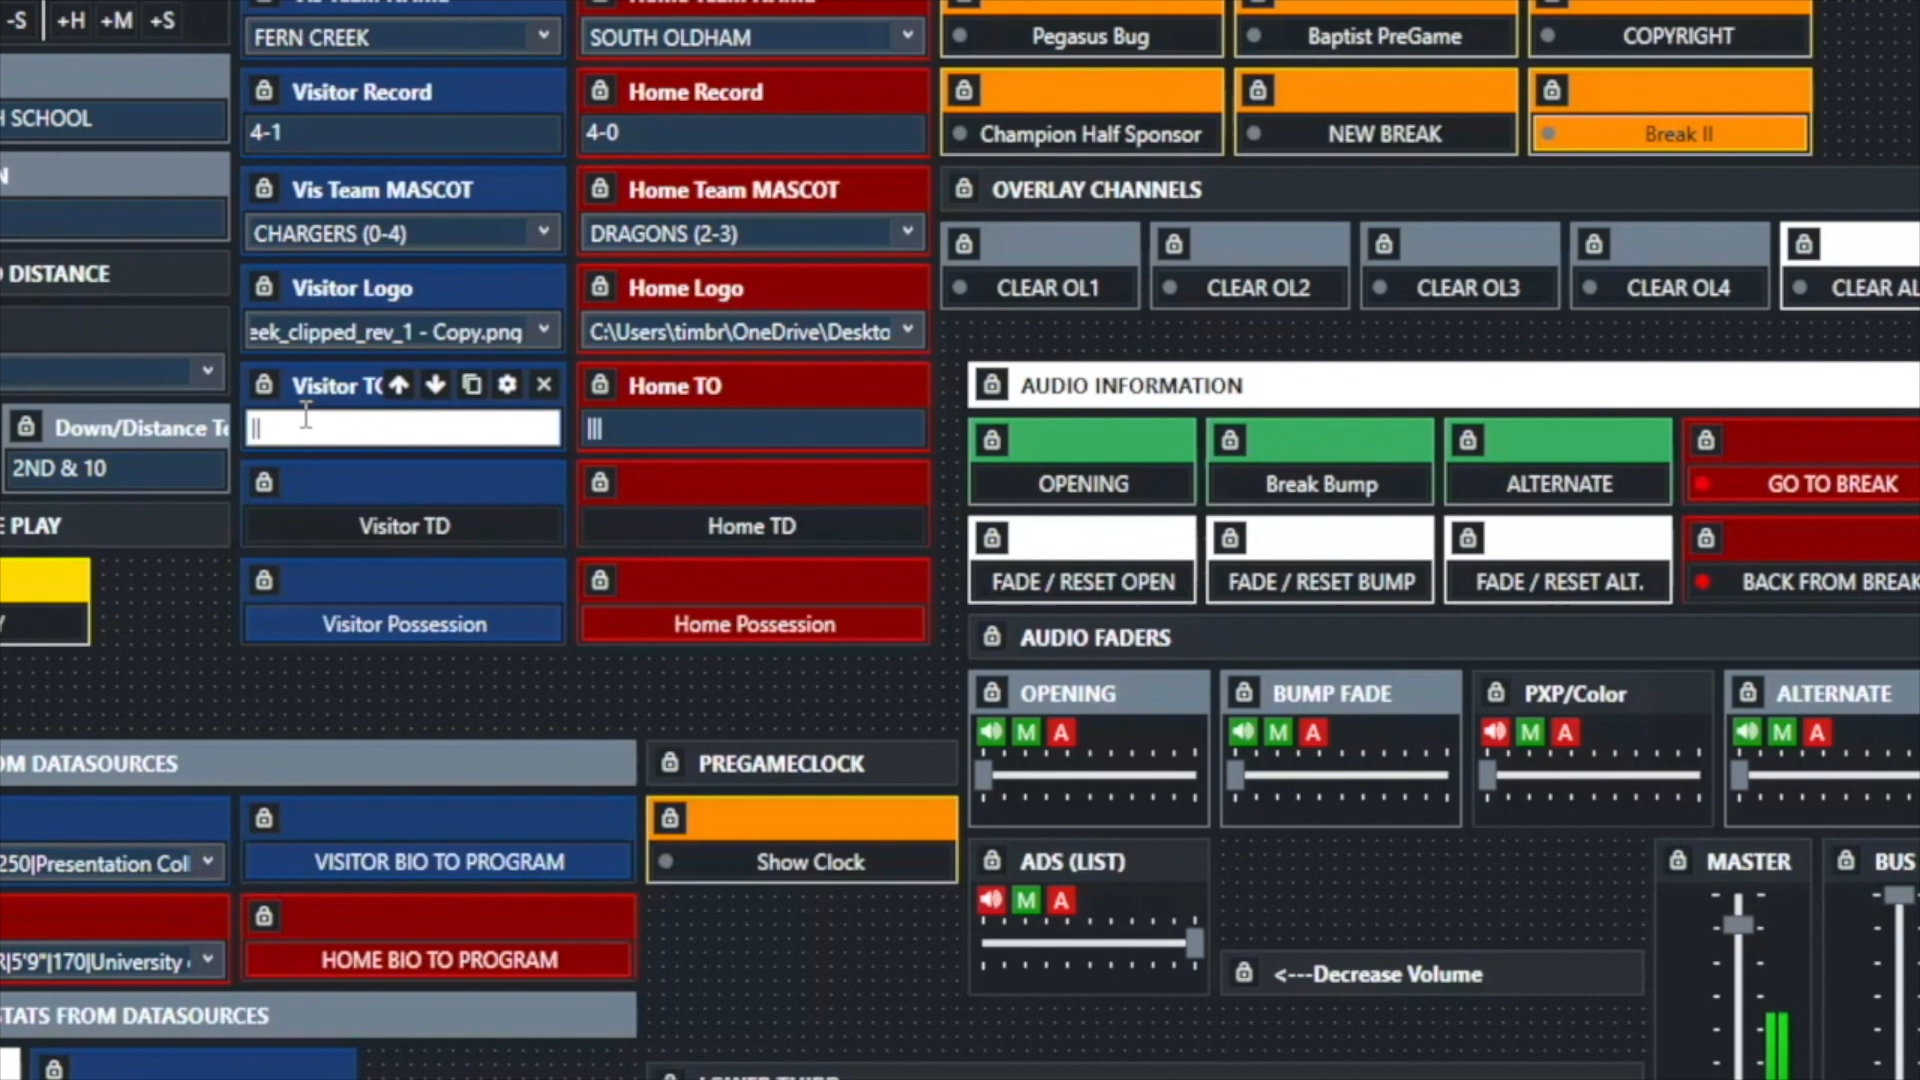 -S +H +M +S
FERN CREEK
SOUTH OLDHAM
Pegasus Bug
Baptist PreGame
COPYRIGHT
Visitor Record
Home Record
SCHOOL
4-1
4-0
Champion Half Sponsor
NEW BREAK
Break II
Vis Team MASCOT
Home Team MASCOT
OVERLAY CHANNELS
CHARGERS (0-4)
DRAGONS (2-3)
DISTANCE
Visitor Logo
Home Logo
CLEAR OL1
CLEAR OL2
CLEAR OL3
CLEAR OL4
CLEAR AL
eek_clipped_rev_1 - Copy.png
C:\Users\timbr\OneDrive\Deskto
Visitor TO
Home TO
AUDIO INFORMATION
Down/Distance Te
||
|||
2ND & 10
OPENING
Break Bump
ALTERNATE
GO TO BREAK
E PLAY
Visitor TD
Home TD
FADE / RESET OPEN
FADE / RESET BUMP
FADE / RESET ALT.
BACK FROM BREAK
Visitor Possession
Home Possession
AUDIO FADERS
OPENING
BUMP FADE
PXP/Color
ALTERNATE
M A
M A
M A
M A
OM DATASOURCES
PREGAMECLOCK
250|Presentation Coll
VISITOR BIO TO PROGRAM
Show Clock
ADS (LIST)
MASTER
BUS
M A
R|5'9"|170|University
HOME BIO TO PROGRAM
<---Decrease Volume
STATS FROM DATASOURCES